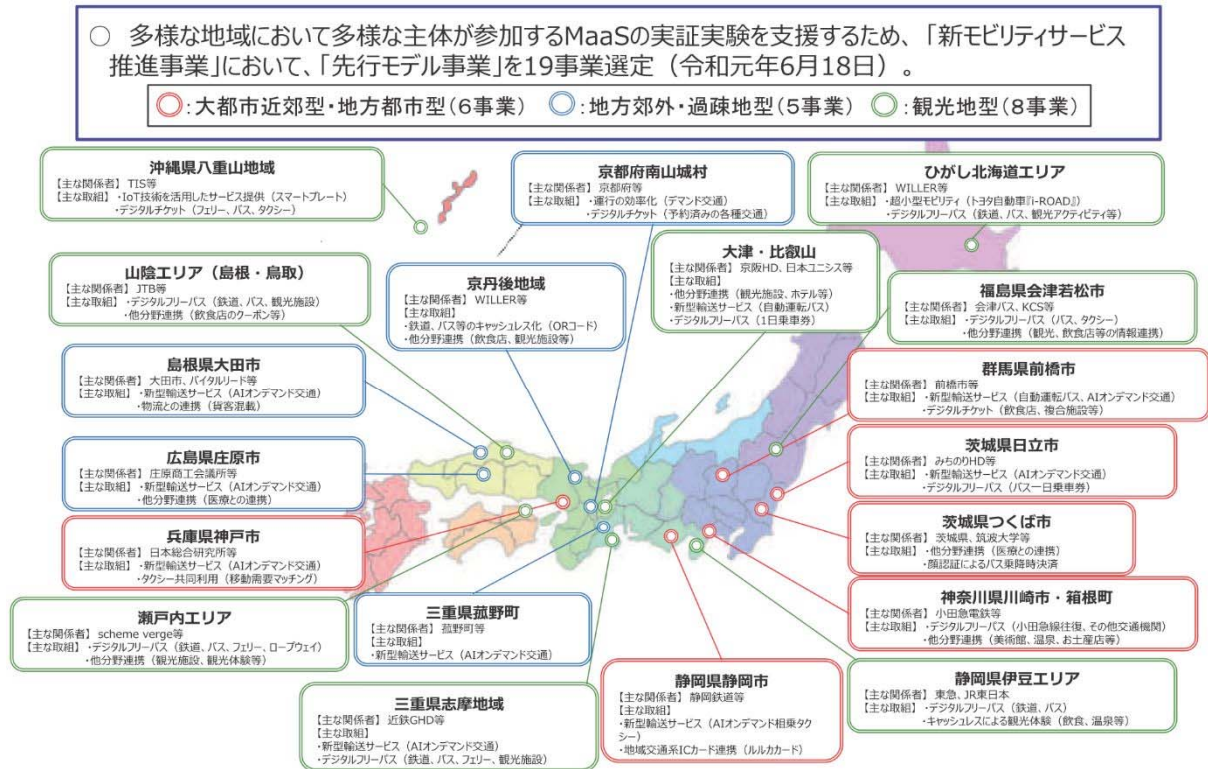 ○ 多様な地域において多様な主体が参加するMaaSの実証実験を支援するため、「新モビリティサービス
推進事業」において、「先行モデル事業」を19事業選定（令和元年6月18日）。
○:大都市近郊型・地方都市型(6事業) ○:地方郊外・過疎地型(5事業) ○:観光地型(8事業)
沖縄県八重山地域
【主な関係者】 TIS等
【主な取組】 ・IoT技術を活用したサービス提供（スマートプレート）
・デジタルチケット（フェリー、バス、タクシー）
京都府南山城村
【主な関係者】 京都府等
【主な取組】 ・運行の効率化（デマンド交通）
・デジタルチケット（予約済みの各種交通）
ひがし北海道エリア
【主な関係者】 WILLER等
【主な取組】 ・超小型モビリティ（トヨタ自動車『i-ROAD』）
・デジタルフリーパス（鉄道、バス、観光アクティビティ等）
山陰エリア（島根・鳥取）
【主な関係者】 JTB等
【主な取組】 ・デジタルフリーパス（鉄道、バス、観光施設）
・他分野連携（飲食店のクーポン等）
京丹後地域
【主な関係者】 WILLER等
【主な取組】
・鉄道、バス等のキャッシュレス化（QRコード）
・他分野連携（飲食店、観光施設等）
大津・比叡山
【主な関係者】 京阪HD、日本ユニシス等
【主な取組】
・他分野連携（観光施設、ホテル等）
・新型輸送サービス（自動運転バス）
・デジタルフリーパス（1日乗車券）
福島県会津若松市
【主な関係者】 会津バス、KCS等
【主な取組】 ・デジタルフリーパス（バス、タクシー）
・他分野連携（観光、飲食店等の情報連携）
島根県大田市
【主な関係者】 大田市、バイタルリード等
【主な取組】 ・新型輸送サービス（AIオンデマンド交通）
・物流との連携（貨客混載）
群馬県前橋市
【主な関係者】 前橋市等
【主な取組】 ・新型輸送サービス（自動運転バス、AIオンデマンド交通）
・デジタルチケット（飲食店、複合施設等）
広島県庄原市
【主な関係者】 庄原商工会議所等
【主な取組】 ・新型輸送サービス（AIオンデマンド交通）
・他分野連携（医療との連携）
茨城県日立市
【主な関係者】 みちのりHD等
【主な取組】 ・新型輸送サービス（AIオンデマンド交通）
・デジタルフリーパス（バス一日乗車券）
兵庫県神戸市
【主な関係者】 日本総合研究所等
【主な取組】 ・新型輸送サービス（AIオンデマンド交通）
・タクシー共同利用（移動需要マッチング）
茨城県つくば市
【主な関係者】 茨城県、筑波大学等
【主な取組】 ・他分野連携（医療との連携）
・顔認証によるバス乗降時決済
瀬戸内エリア
【主な関係者】 scheme verge等
【主な取組】 ・デジタルフリーパス（鉄道、バス、フェリー、ロープウェイ）
・他分野連携（観光施設、観光体験等）
三重県菰野町
【主な関係者】 菰野町等
【主な取組】
・新型輸送サービス（AIオンデマンド交通）
神奈川県川崎市・箱根町
【主な関係者】 小田急電鉄等
【主な取組】 ・デジタルフリーパス（小田急線往復、その他交通機関）
・他分野連携（美術館、温泉、お土産店等）
三重県志摩地域
【主な関係者】 近鉄GHD等
【主な取組】
・新型輸送サービス（AIオンデマンド交通）
・デジタルフリーパス（鉄道、バス、フェリー、観光施設）
静岡県静岡市
【主な関係者】 静岡鉄道等
【主な取組】
・新型輸送サービス（AIオンデマンド相乗タク
シー）
・地域交通系ICカード連携（ルルカカード）
静岡県伊豆エリア
【主な関係者】 東急、JR東日本
【主な取組】 ・デジタルフリーパス（鉄道、バス）
・キャッシュレスによる観光体験（飲食、温泉等）